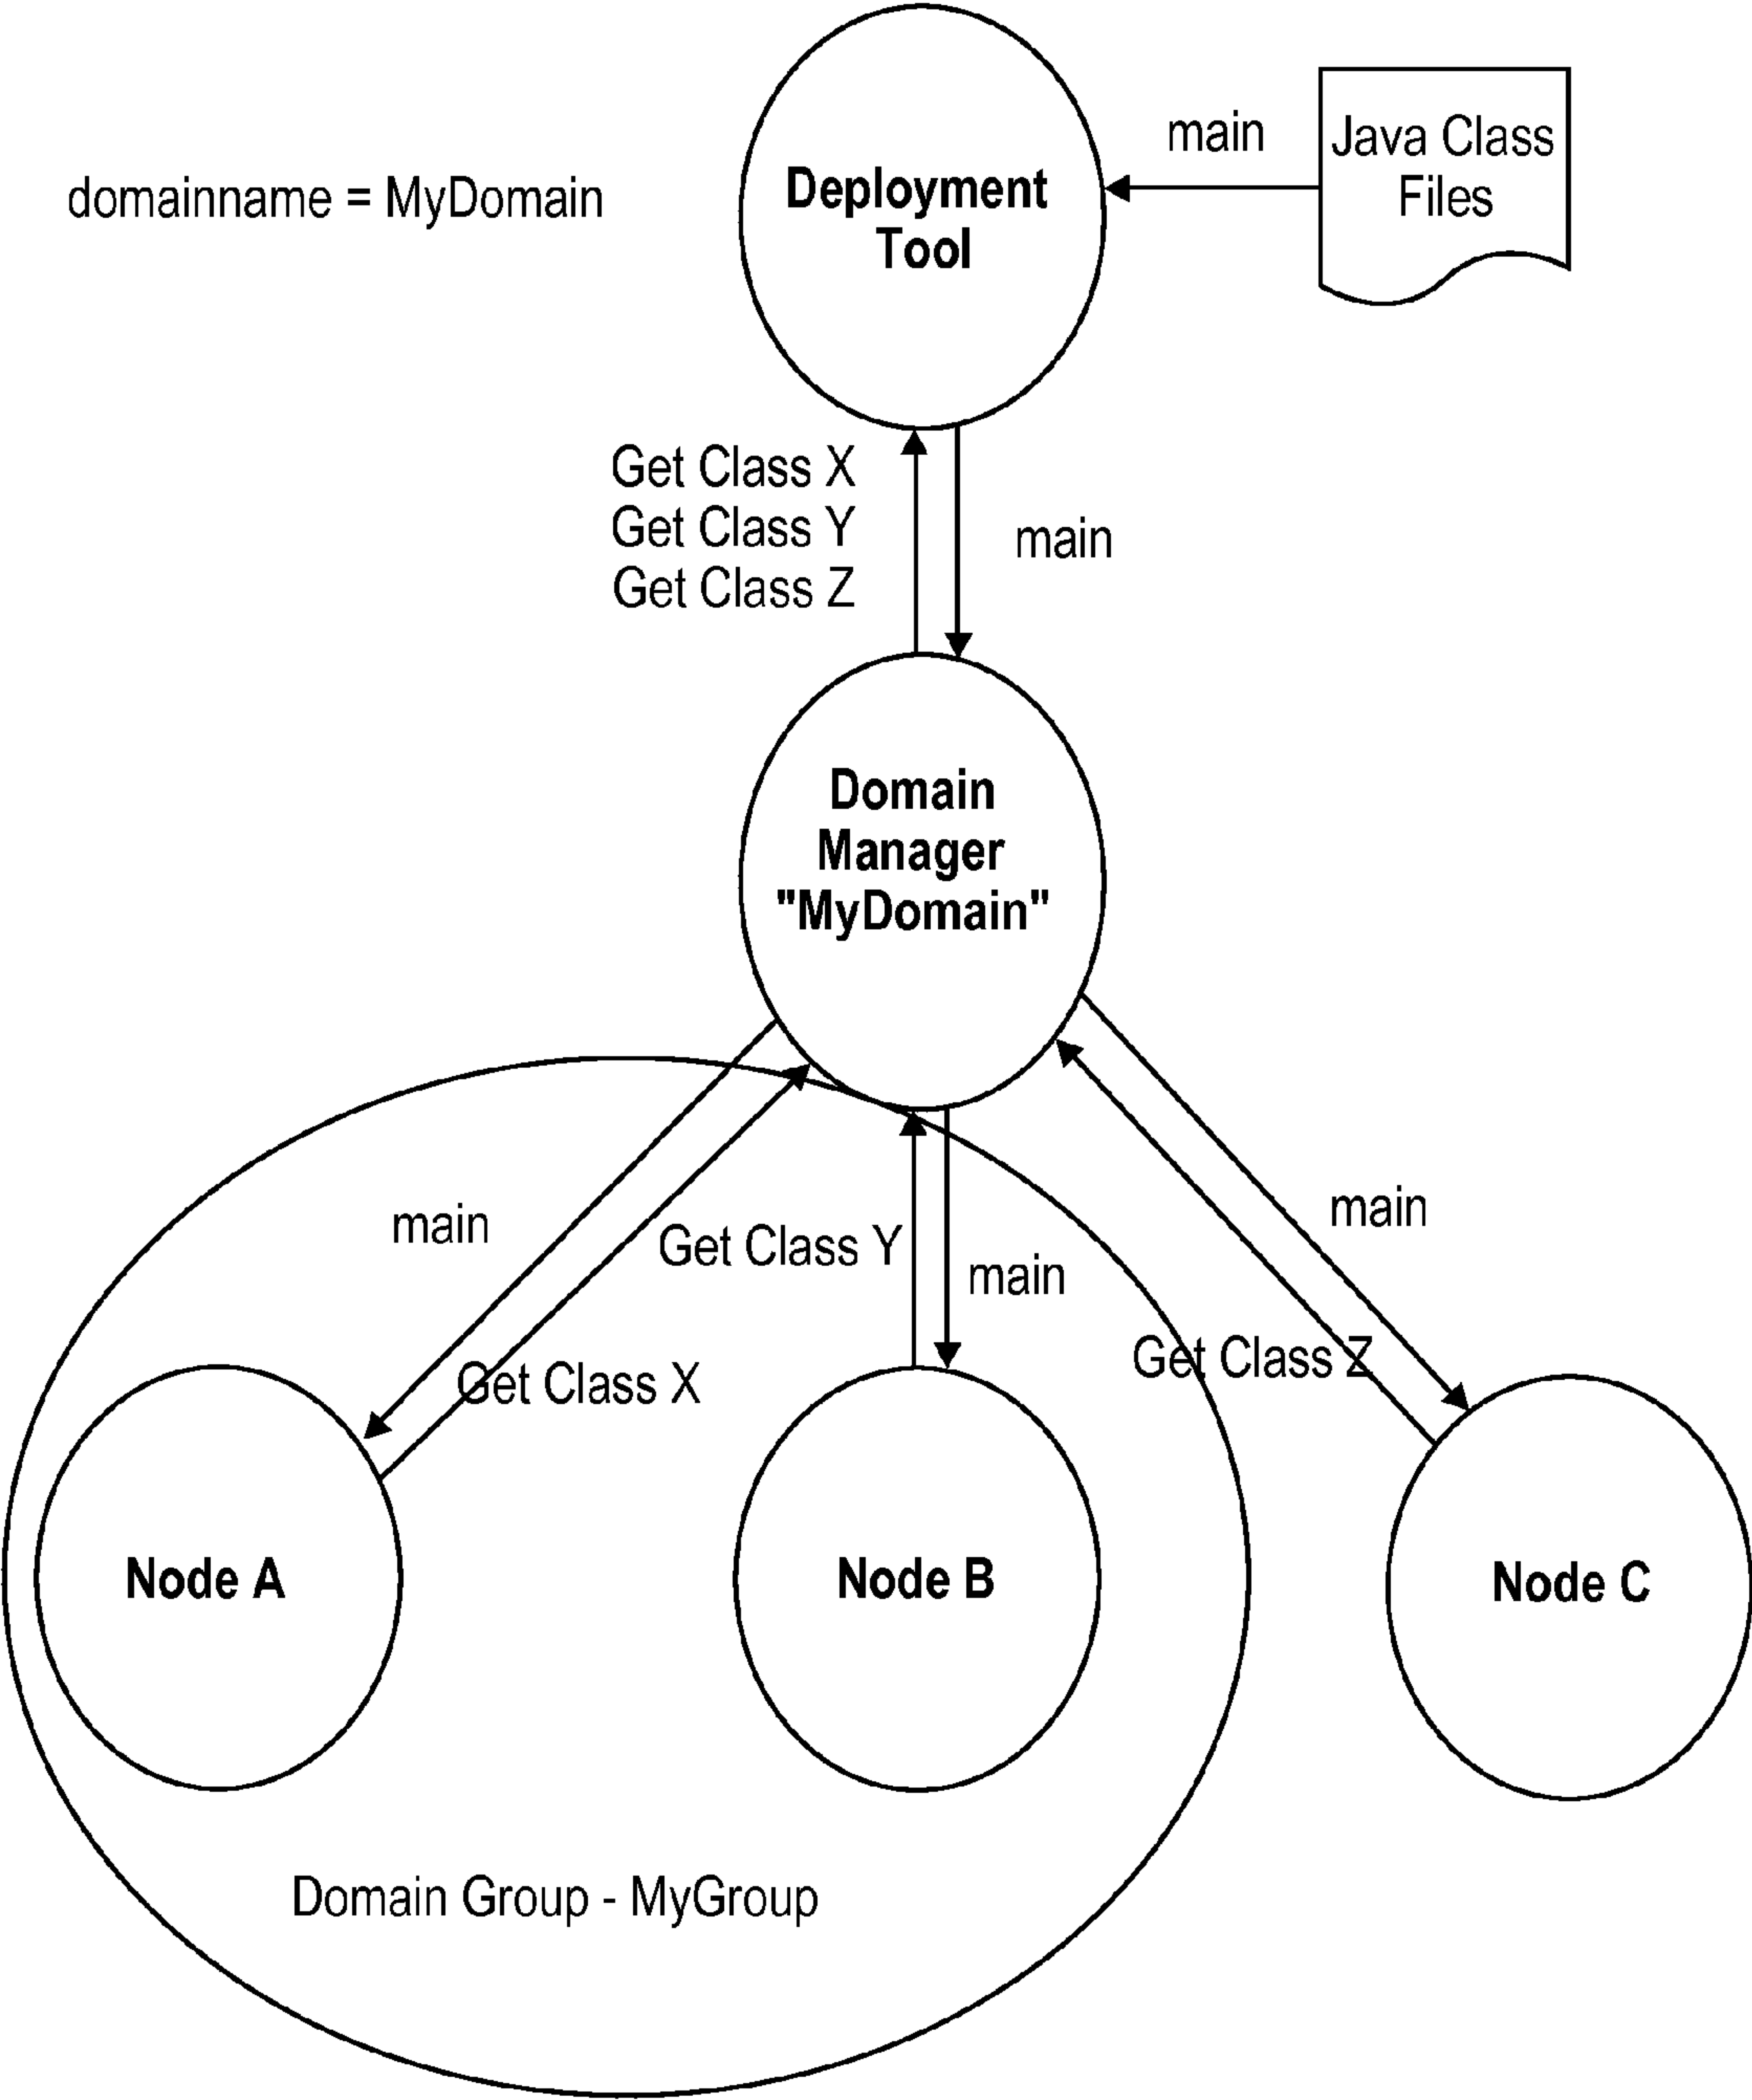 main
Java Class
Files
domainname = MyDomain
Deployment
Tool
Get Class X
Get Class Y
Get Class Z
main
Domain
Manager
"MyDomain"
main
Get Class Y
main
main
Get Class X
Get Class Z
Node A
Node B
Node C
Domain Group - MyGroup